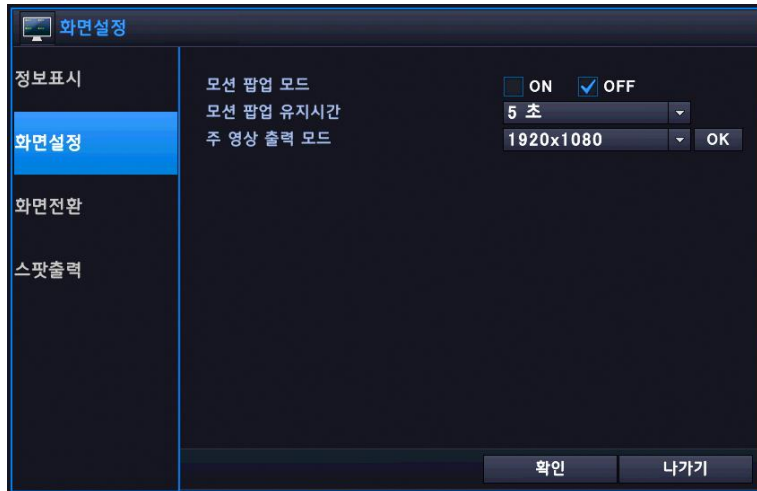 화면설정
정보표시
화면설정
화면전환
스팟출력
모션 팝업 모드 ON OFF
모션 팝업 유지시간 5 초
주 영상 출력 모드 1920x1080 OK
확인 나가기